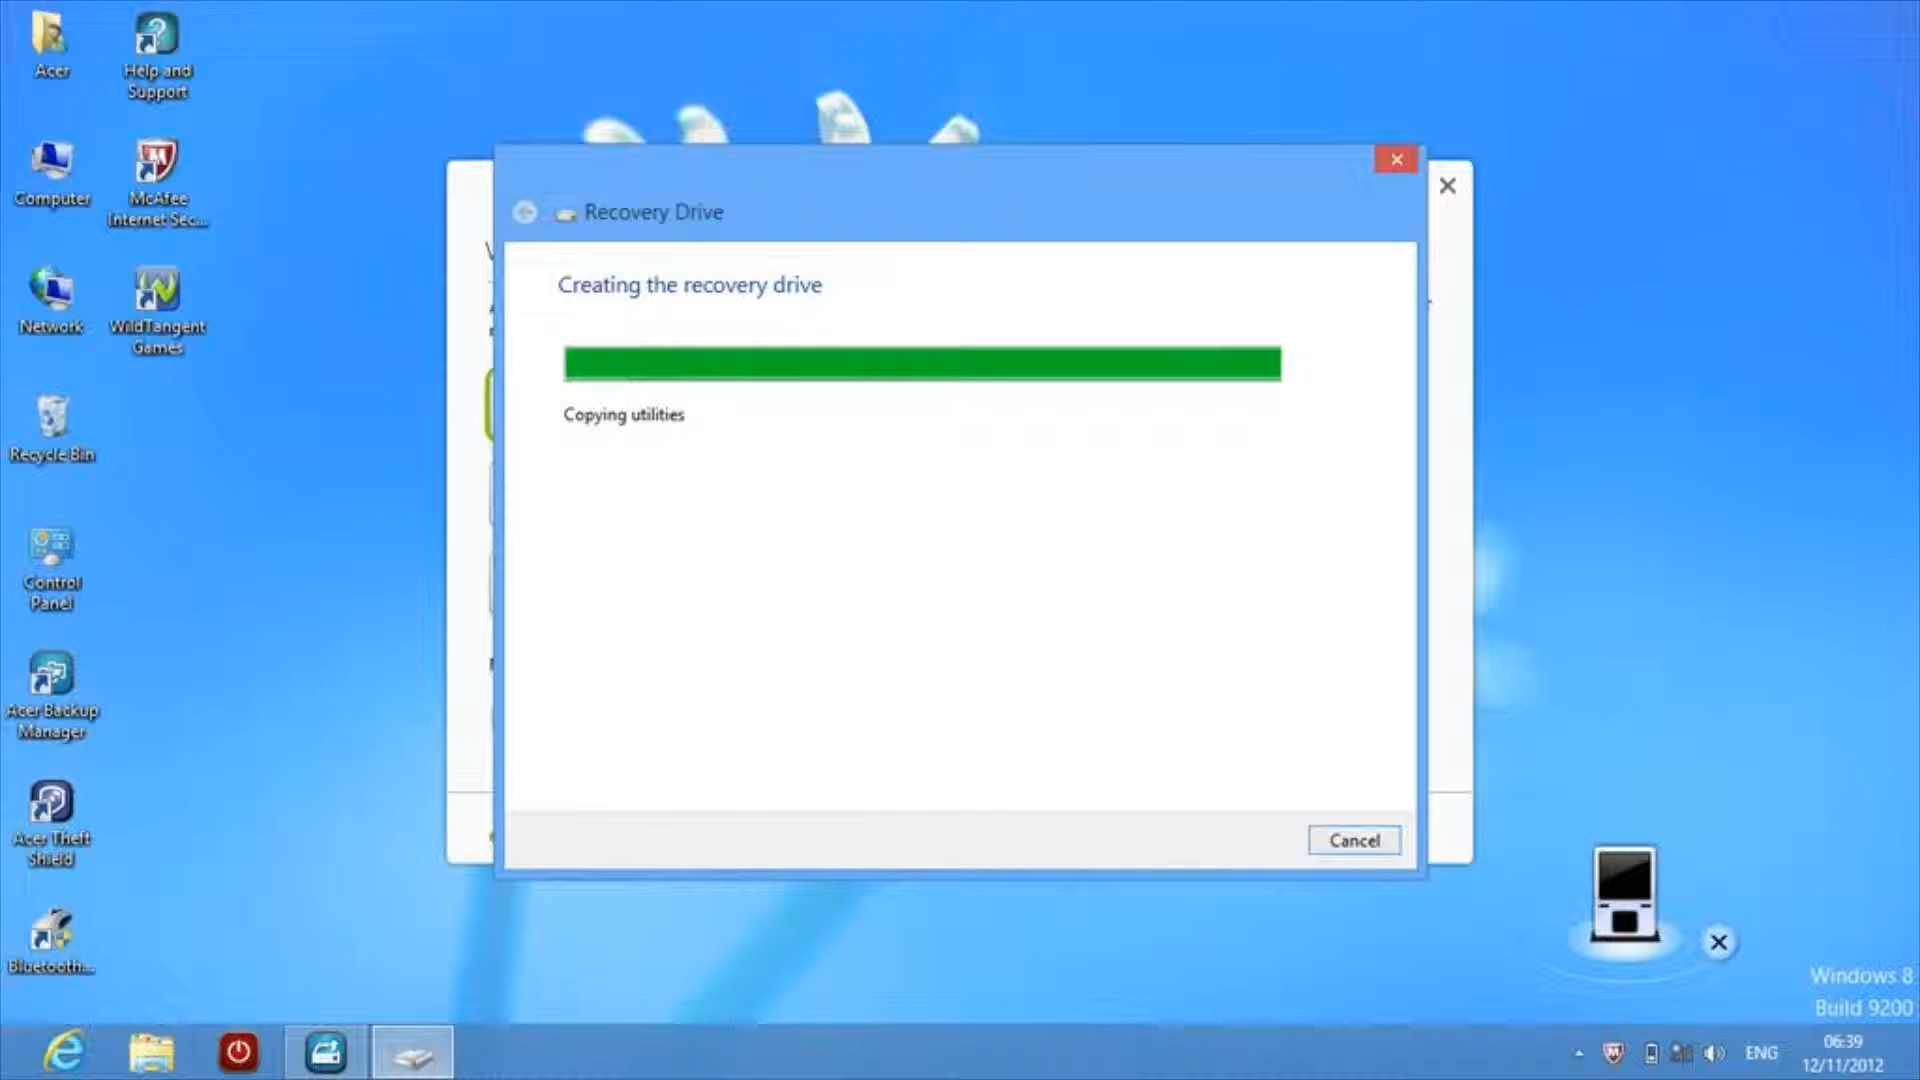 Acer
Help and
Support
Computer
McAfee
Internet Sec...
Network
WildTangent
Games
Recycle Bin
Control
Panel
Acer Backup
Manager
Acer Theft
Shield
Bluetooth...
Recovery Drive
Creating the recovery drive
Copying utilities
Cancel
Windows 8
Build 9200
ENG
06:39
12/11/2012